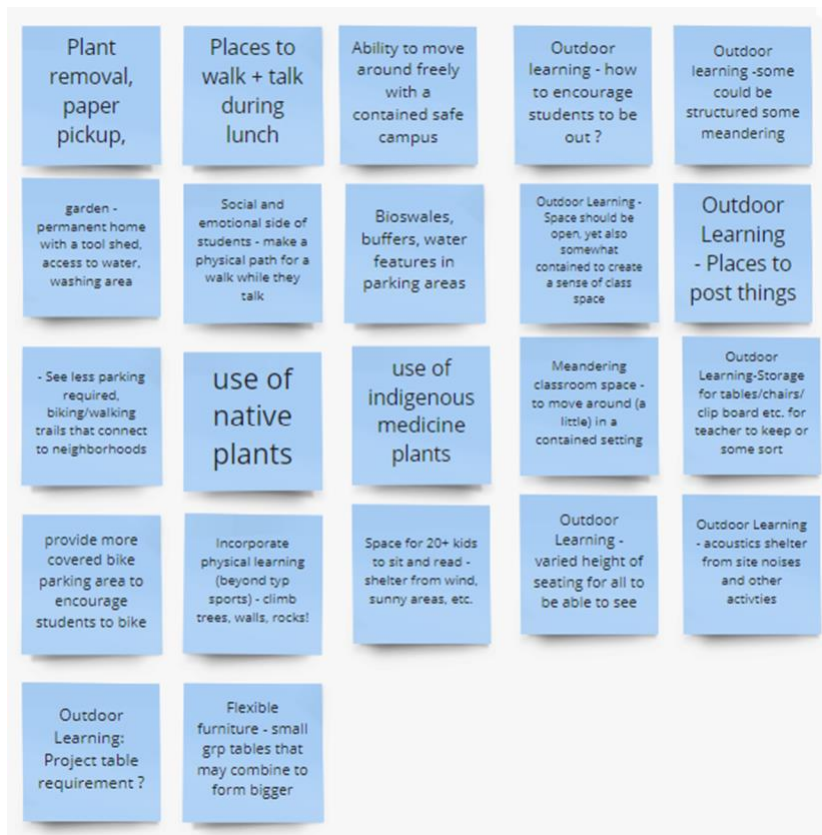 Plant
removal,
paper
pickup,
Places to
walk + talk
during
lunch
Ability to move
around freely
with a
contained safe
campus
Outdoor
learning - how
to encourage
students to be
out ?
Outdoor
learning -some
could be
structured some
meandering
garden -
permanent home
with a tool shed,
access to water,
washing area
Social and
emotional side of
students - make a
physical path for a
walk while they
talk
Bioswales,
buffers, water
features in
parking areas
Outdoor Learning -
Space should be
open, yet also
somewhat
contained to create
a sense of class
space
Outdoor
Learning
- Places to
post things
- See less parking
required,
biking/walking
trails that connect
to neighborhoods
use of
native
plants
use of
indigenous
medicine
plants
Meandering
classroom space -
to move around (a
little) in a
contained setting
Outdoor
Learning-Storage
for tables/chairs/
clip board etc. for
teacher to keep or
some sort
provide more
covered bike
parking area to
encourage
students to bike
Incorporate
physical learning
(beyond typ
sports) - climb
trees, walls, rocks!
Space for 20+ kids
to sit and read -
shelter from wind,
sunny areas, etc.
Outdoor
Learning -
varied height of
seating for all to
be able to see
Outdoor Learning
- acoustics shelter
from site noises
and other
activties
Outdoor
Learning:
Project table
requirement ?
Flexible
furniture - small
grp tables that
may combine to
form bigger